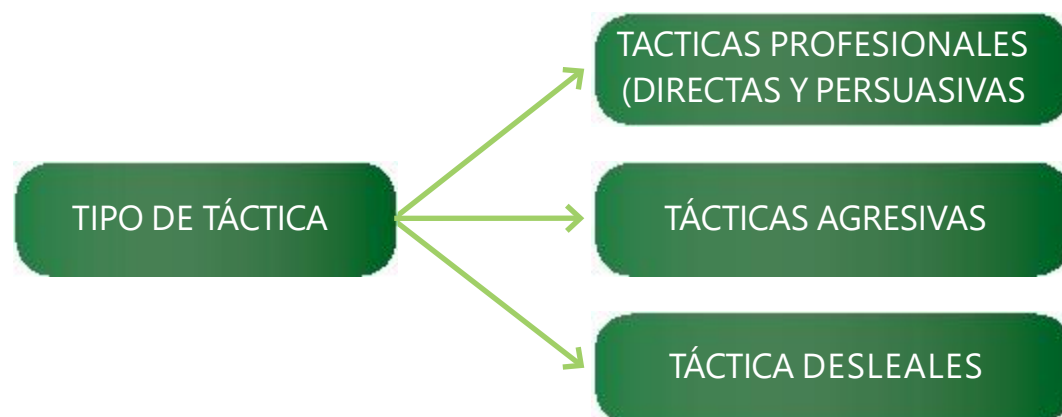 TACTICAS PROFESIONALES
(DIRECTAS Y PERSUASIVAS
TIPO DE TÁCTICA
TÁCTICAS AGRESIVAS
TÁCTICA DESLEALES